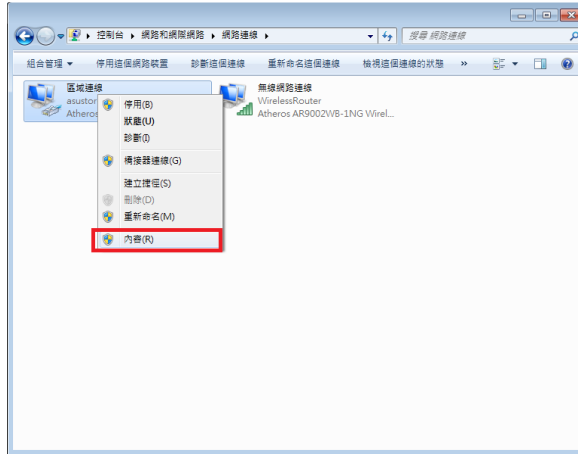 控制台 ▸ 網路和網際網路 ▸ 網路連線 ▸
搜尋 網路連線
組合管理 ▾ 停用這個網路裝置 診斷這個連線 重新命名這個連線 檢視這個連線的狀態 »
區域連線
asustor
Atheros
無線網路連線
WirelessRouter
Atheros AR9002WB-1NG Wirel...
停用(B)
狀態(U)
診斷(I)
橋接器連線(G)
建立捷徑(S)
刪除(D)
重新命名(M)
內容(R)